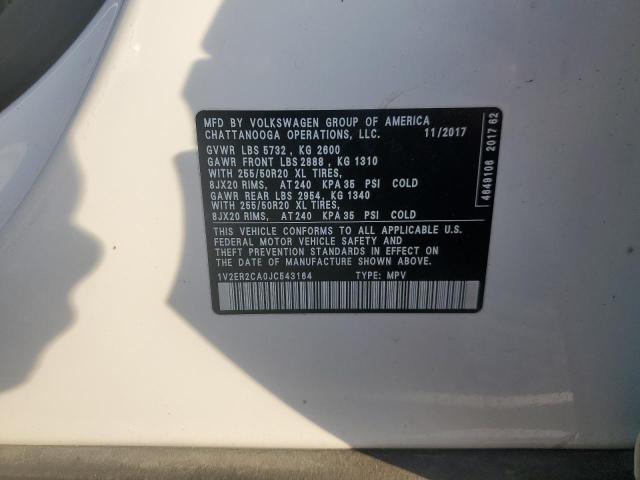 MFD BY VOLKSWAGEN GROUP OF AMERICA
CHATTANOOGA OPERATIONS, LLC. 11/2017
GVWR LBS 5732 , KG 2600
GAWR FRONT LBS 2888 , KG 1310
WITH 255/50R20 XL TIRES,
8JX20 RIMS, AT 240 KPA 35 PSI COLD
GAWR REAR LBS 2954, KG 1340
WITH 255/50R20 XL TIRES,
8JX20 RIMS, AT 240 KPA 35 PSI COLD
THIS VEHICLE CONFORMS TO ALL APPLICABLE U.S.
FEDERAL MOTOR VEHICLE SAFETY AND
THEFT PREVENTION STANDARDS IN EFFECT ON THE
DATE OF MANUFACTURE SHOWN ABOVE.
1V2ER2CA0JC543164 TYPE: MPV
4649106 2017 62